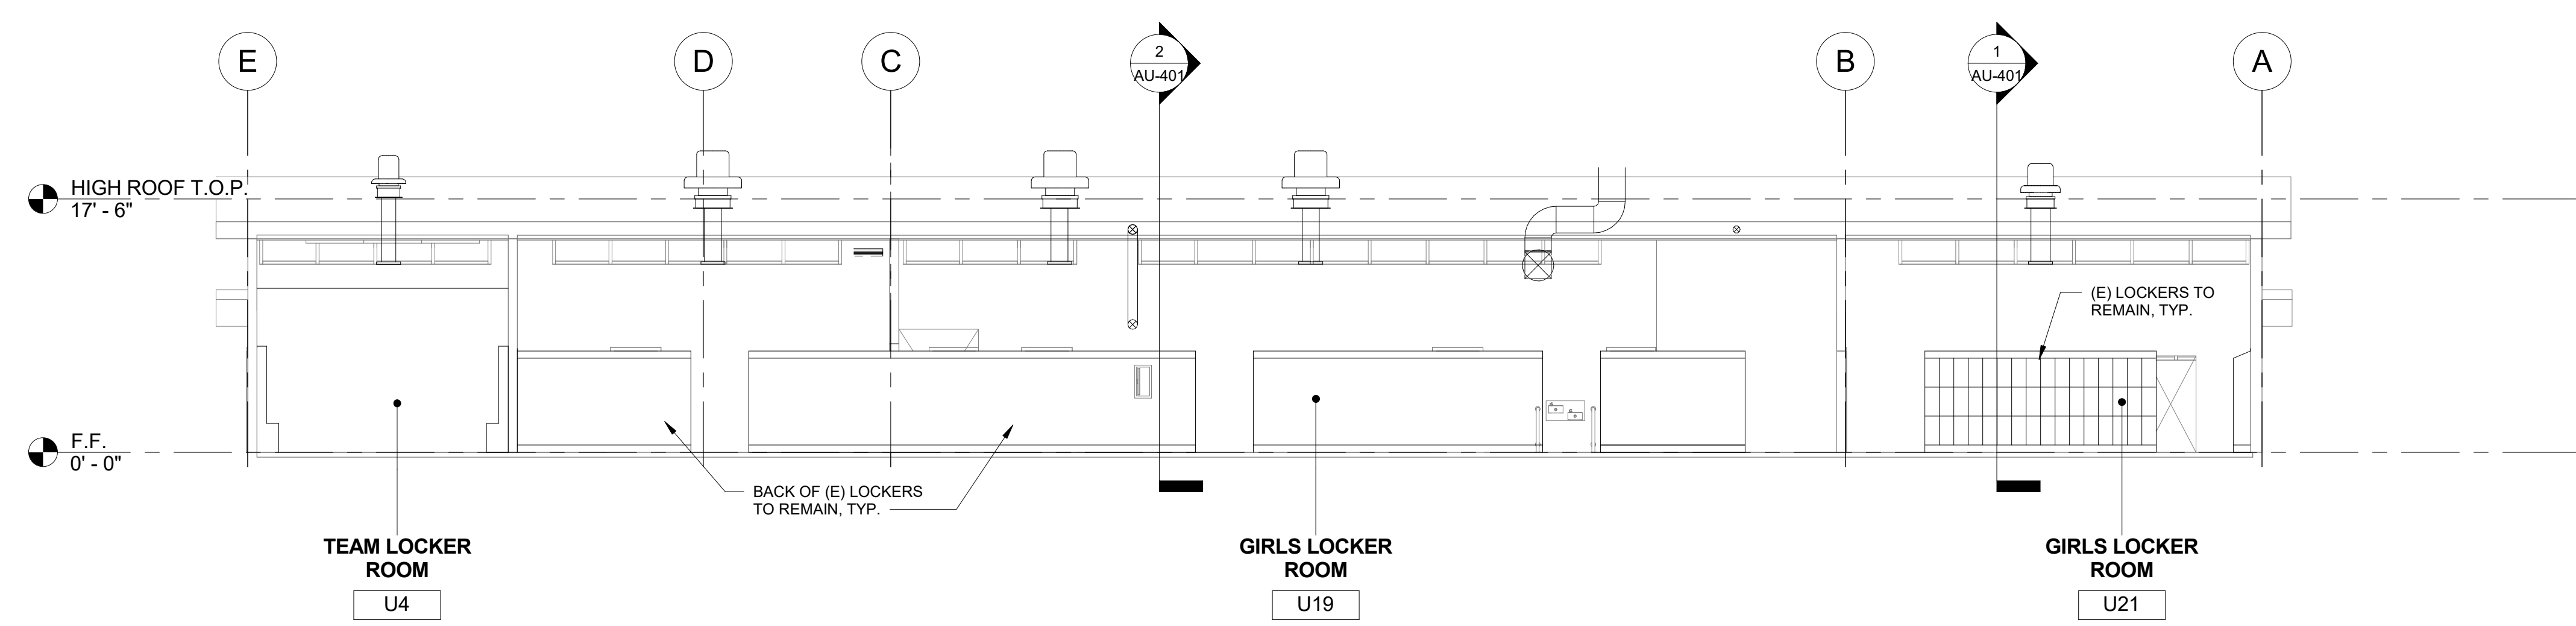 E
D
C
2
AU-401
B
1
AU-401
A
HIGH ROOF T.O.P.
17' - 6"
(E) LOCKERS TO
REMAIN, TYP.
F.F.
0' - 0"
BACK OF (E) LOCKERS
TO REMAIN, TYP.
TEAM LOCKER
ROOM
U4
GIRLS LOCKER
ROOM
U19
GIRLS LOCKER
ROOM
U21